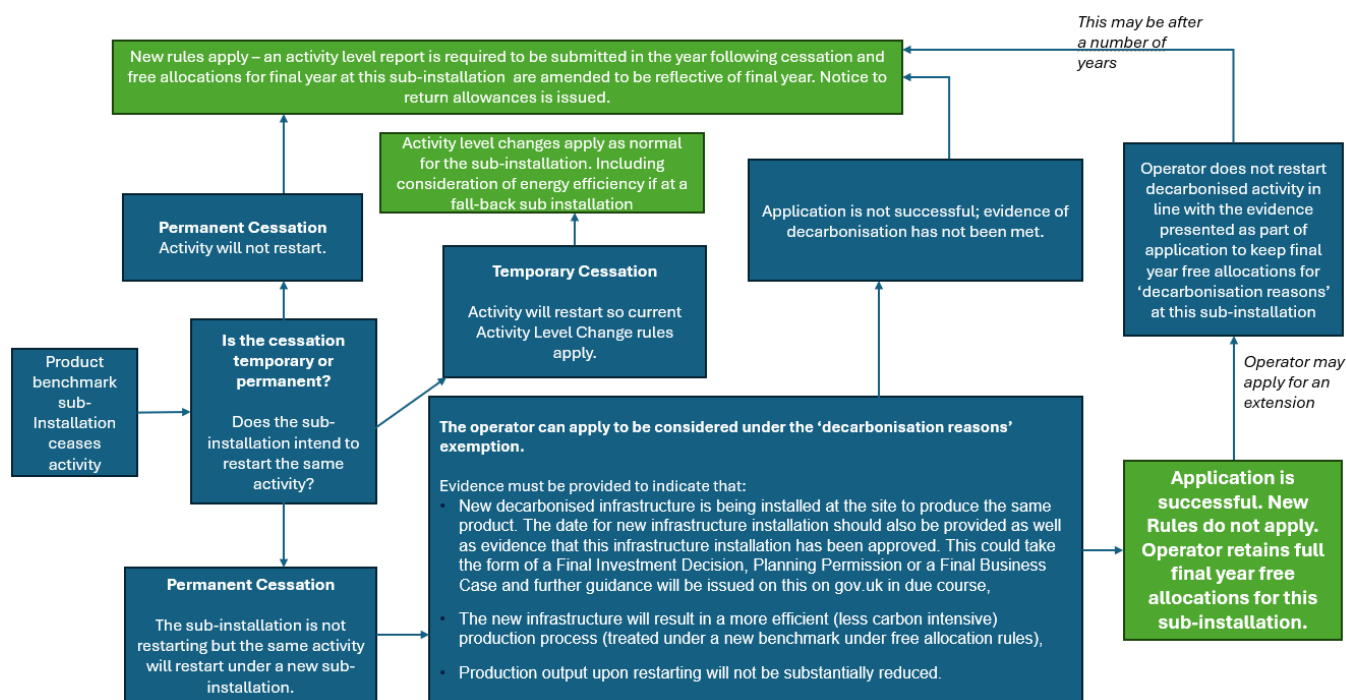 This may be after
a number of
years
New rules apply – an activity level report is required to be submitted in the year following cessation and
free allocations for final year at this sub-installation  are amended to be reflective of final year. Notice to
return allowances is issued.
Activity level changes apply as normal
for the sub-installation. Including
consideration of energy efficiency if at a
fall-back sub installation
Permanent Cessation
Activity will not restart.
Application is not successful; evidence of
decarbonisation has not been met.
Operator does not restart
decarbonised activity in
line with the evidence
presented as part of
application to keep final
year free allocations for
‘decarbonisation reasons’
at this sub-installation
Temporary Cessation
Activity will restart so current
Activity Level Change rules
apply.
Product
benchmark
sub-
Installation
ceases
activity
Is the cessation
temporary or
permanent?
Does the sub-
installation intend to
restart the same
activity?
Operator may
apply for an
extension
The operator can apply to be considered under the ‘decarbonisation reasons’
exemption.
Evidence must be provided to indicate that:
• New decarbonised infrastructure is being installed at the site to produce the same
product. The date for new infrastructure installation should also be provided as well
as evidence that this infrastructure installation has been approved. This could take
the form of a Final Investment Decision, Planning Permission or a Final Business
Case and further guidance will be issued on this on gov.uk in due course,
• The new infrastructure will result in a more efficient (less carbon intensive)
production process (treated under a new benchmark under free allocation rules),
• Production output upon restarting will not be substantially reduced.
Application is
successful. New
Rules do not apply.
Operator retains full
final year free
allocations for this
sub-installation.
Permanent Cessation
The sub-installation is not
restarting but the same activity
will restart under a new sub-
installation.